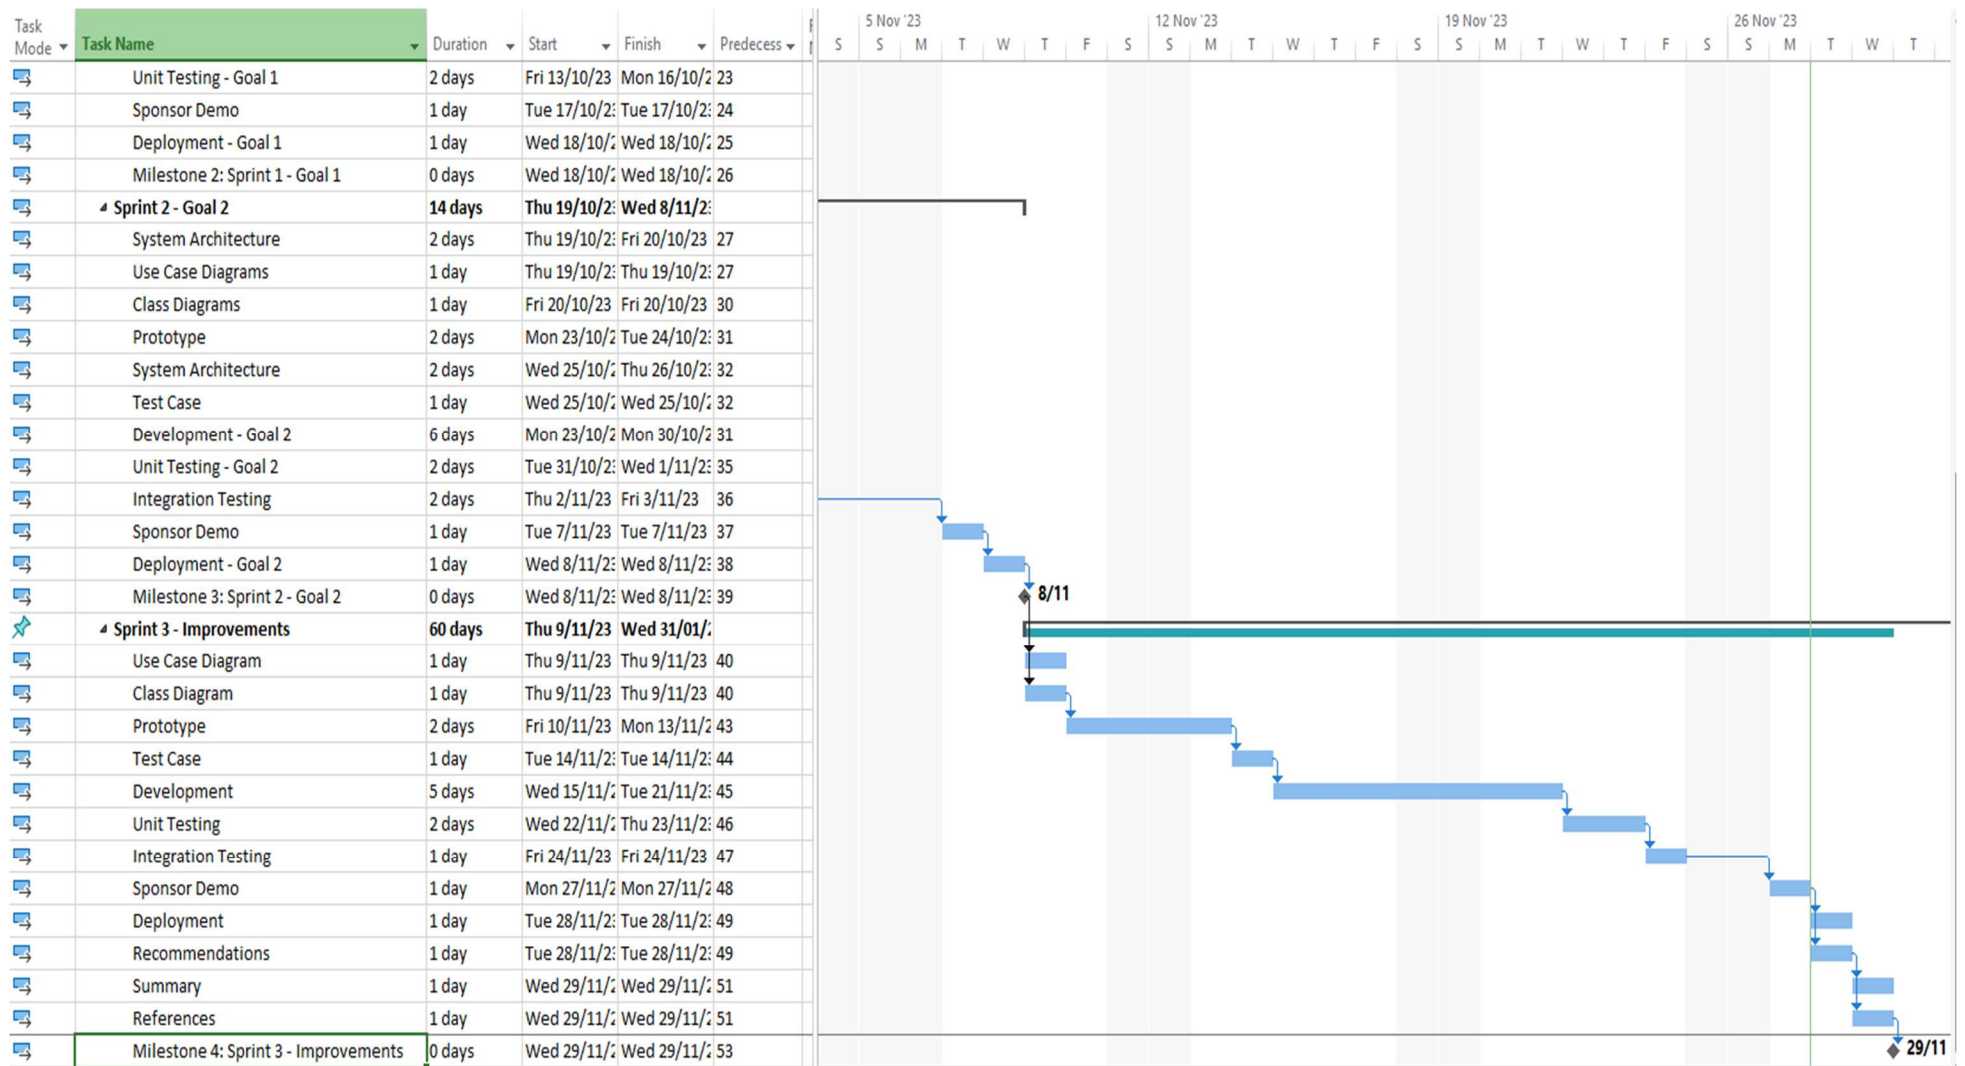 Task Mode Task Name Duration Start Finish Predecess
5 Nov '23 12 Nov '23 19 Nov '23 26 Nov '23
S S M T W T F S S M T W T F S S M T W T F S S M T W T
Unit Testing - Goal 1 2 days Fri 13/10/23 Mon 16/10/2 23
Sponsor Demo 1 day Tue 17/10/2 Tue 17/10/2 24
Deployment - Goal 1 1 day Wed 18/10/ Wed 18/10/ 25
Milestone 2: Sprint 1 - Goal 1 0 days Wed 18/10/ Wed 18/10/ 26
Sprint 2 - Goal 2 14 days Thu 19/10/2 Wed 8/11/2
System Architecture 2 days Thu 19/10/2 Fri 20/10/23 27
Use Case Diagrams 1 day Thu 19/10/2 Thu 19/10/2 27
Class Diagrams 1 day Fri 20/10/23 Fri 20/10/23 30
Prototype 2 days Mon 23/10/2 Tue 24/10/2 31
System Architecture 2 days Wed 25/10/ Thu 26/10/2 32
Test Case 1 day Wed 25/10/ Wed 25/10/ 32
Development - Goal 2 6 days Mon 23/10/2 Mon 30/10/2 31
Unit Testing - Goal 2 2 days Tue 31/10/2 Wed 1/11/2 35
Integration Testing 2 days Thu 2/11/23 Fri 3/11/23 36
Sponsor Demo 1 day Tue 7/11/23 Tue 7/11/23 37
Deployment - Goal 2 1 day Wed 8/11/2 Wed 8/11/2 38
Milestone 3: Sprint 2 - Goal 2 0 days Wed 8/11/2 Wed 8/11/2 39 8/11
Sprint 3 - Improvements 60 days Thu 9/11/23 Wed 31/01/
Use Case Diagram 1 day Thu 9/11/23 Thu 9/11/23 40
Class Diagram 1 day Thu 9/11/23 Thu 9/11/23 40
Prototype 2 days Fri 10/11/23 Mon 13/11/2 43
Test Case 1 day Tue 14/11/2 Tue 14/11/2 44
Development 5 days Wed 15/11/ Tue 21/11/2 45
Unit Testing 2 days Wed 22/11/ Thu 23/11/2 46
Integration Testing 1 day Fri 24/11/23 Fri 24/11/23 47
Sponsor Demo 1 day Mon 27/11/2 Mon 27/11/2 48
Deployment 1 day Tue 28/11/2 Tue 28/11/2 49
Recommendations 1 day Tue 28/11/2 Tue 28/11/2 49
Summary 1 day Wed 29/11/ Wed 29/11/ 51
References 1 day Wed 29/11/ Wed 29/11/ 51
Milestone 4: Sprint 3 - Improvements 0 days Wed 29/11/ Wed 29/11/ 53 29/11